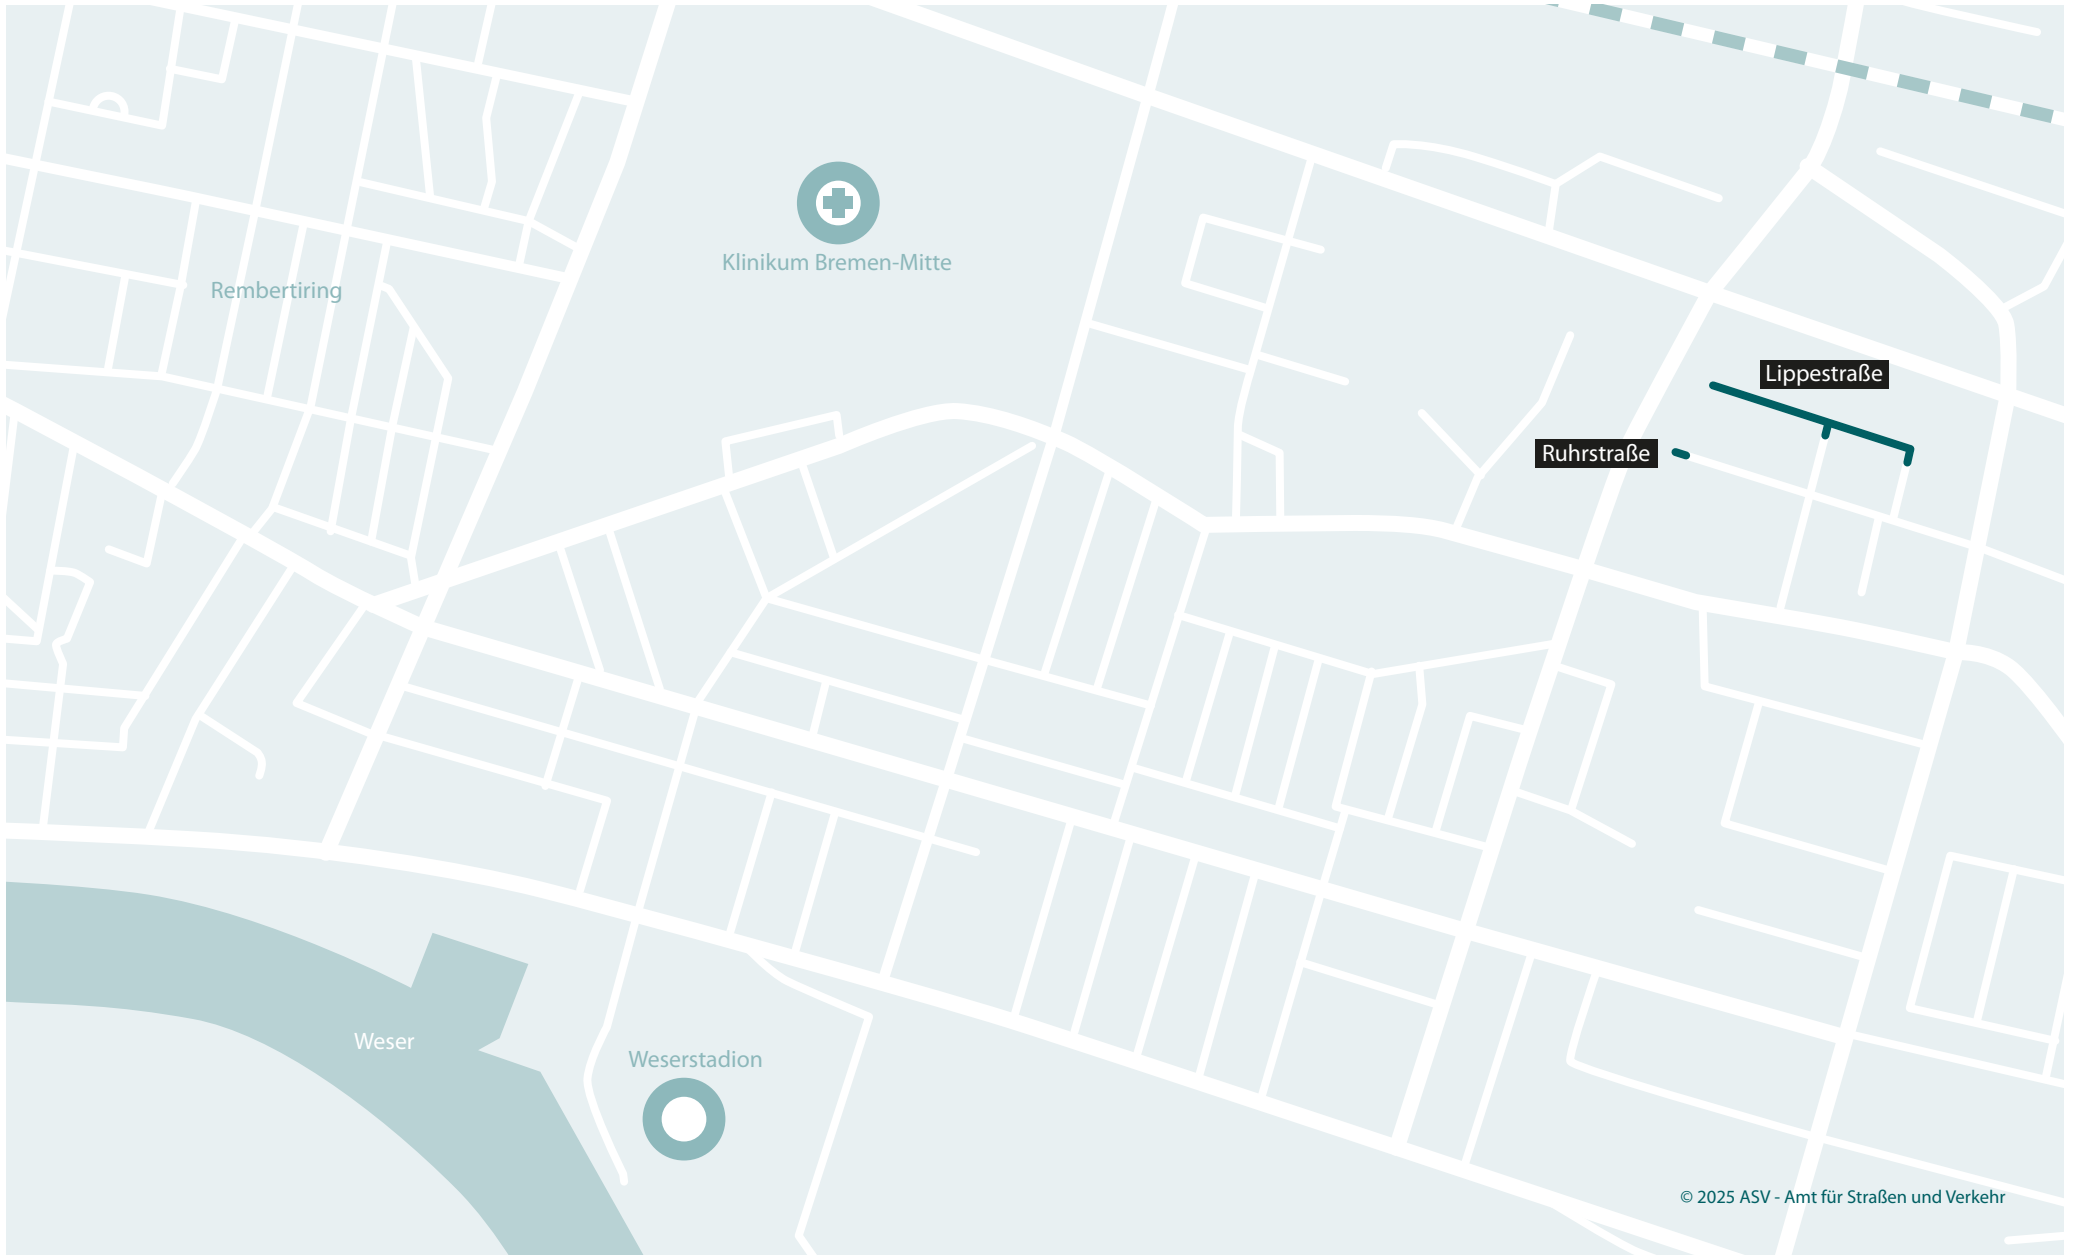 Klinikum Bremen-Mitte
Rembertiring
Lippestraße
Ruhrstraße
Weser
Weserstadion
© 2025 ASV - Amt für Straßen und Verkehr